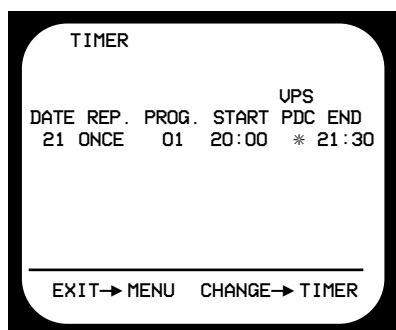 TIMER
VPS
DATE REP. PROG. START PDC END
21 ONCE 01 20:00 * 21:30
EXIT→MENU CHANGE→TIMER